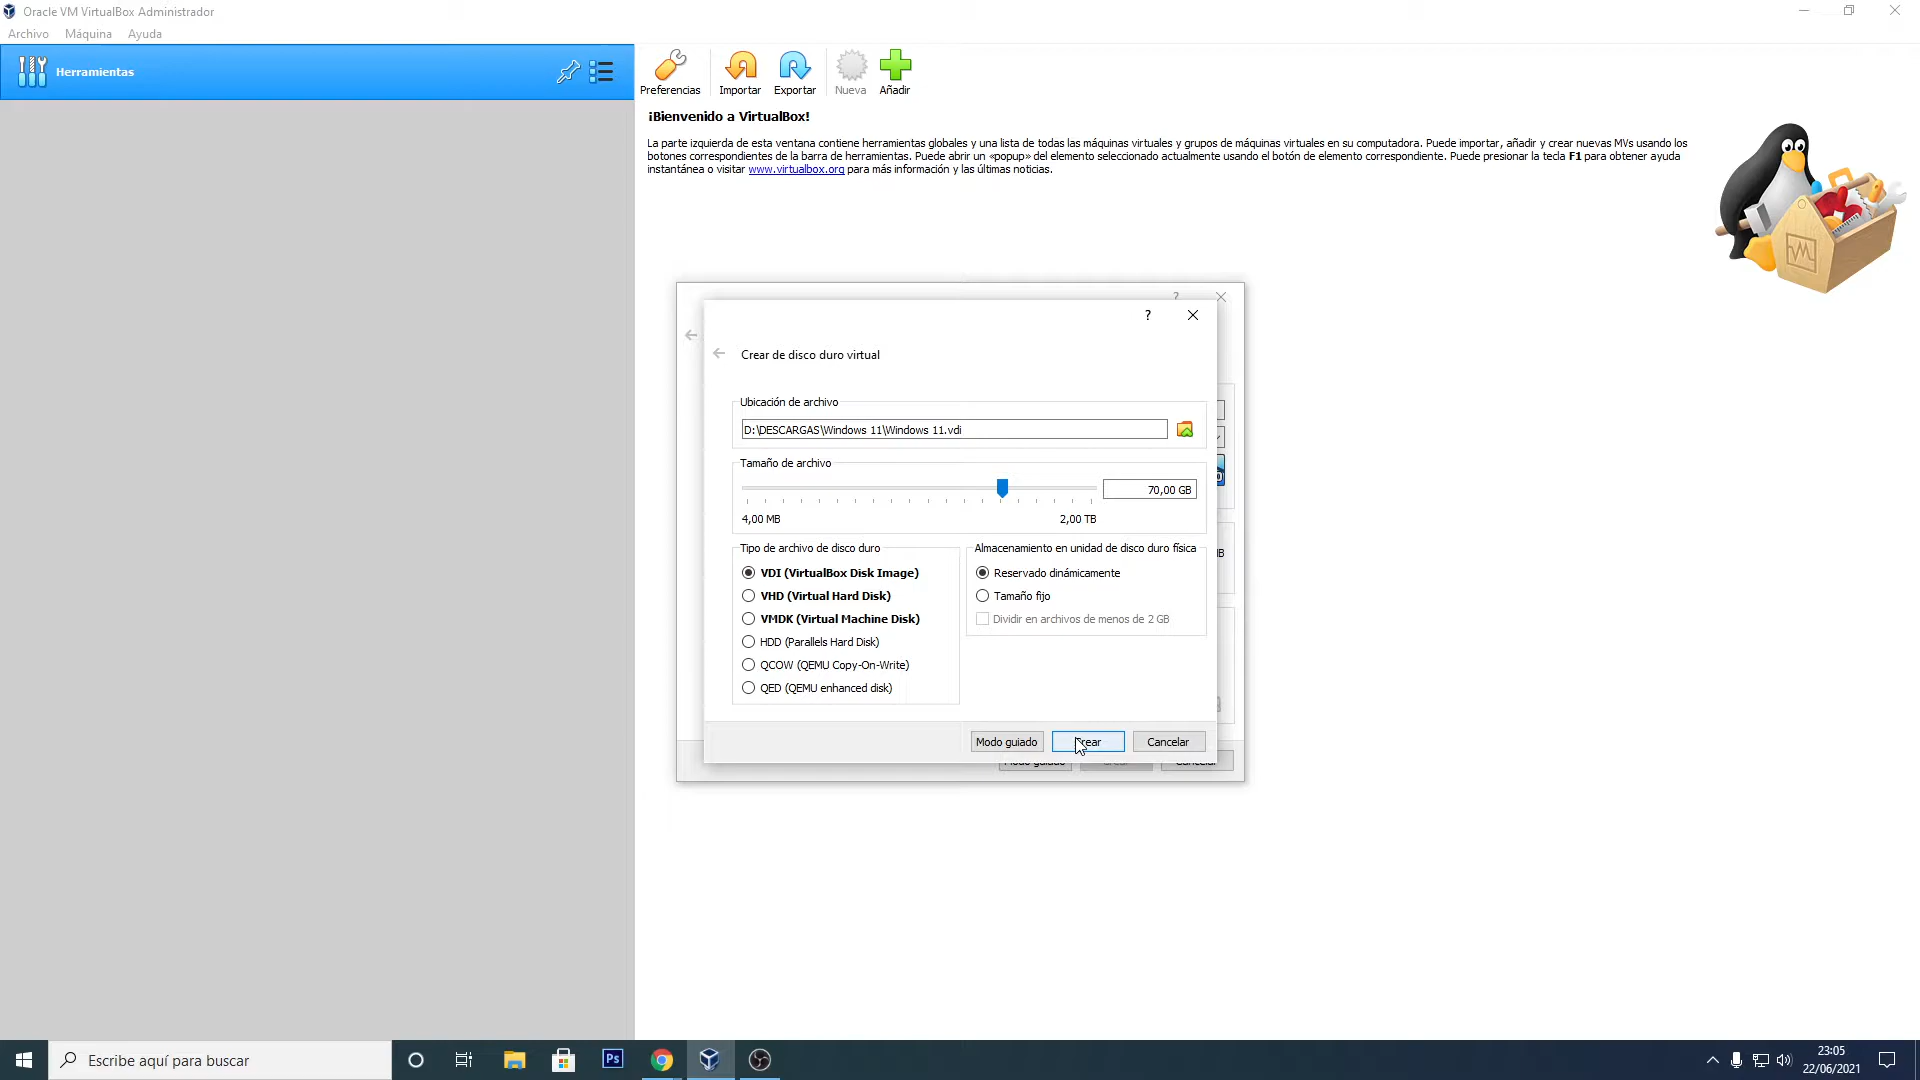 Oracle VM VirtualBox Administrador
Archivo Máquina Ayuda
Herramientas
Preferencias Importar Exportar Nueva Añadir
¡Bienvenido a VirtualBox!
La parte izquierda de esta ventana contiene herramientas globales y una lista de todas las máquinas virtuales y grupos de máquinas virtuales en su computadora. Puede importar, añadir y crear nuevas MVs usando los
botones correspondientes de la barra de herramientas. Puede abrir un «popup» del elemento seleccionado actualmente usando el botón de elemento correspondiente. Puede presionar la tecla F1 para obtener ayuda
instantánea o visitar www.virtualbox.org para más información y las últimas noticias.
?
?
Crear de disco duro virtual
Ubicación de archivo
D:\DESCARGAS\Windows 11\Windows 11.vdi
Tamaño de archivo
70,00 GB
4,00 MB 2,00 TB
Tipo de archivo de disco duro
VDI (VirtualBox Disk Image)
VHD (Virtual Hard Disk)
VMDK (Virtual Machine Disk)
HDD (Parallels Hard Disk)
QCOW (QEMU Copy-On-Write)
QED (QEMU enhanced disk)
Almacenamiento en unidad de disco duro física
Reservado dinámicamente
Tamaño fijo
Dividir en archivos de menos de 2 GB
Modo guiado Crear Cancelar
Modo guiado Crear Cancelar
Escribe aquí para buscar
Ps
23:05
22/06/2021